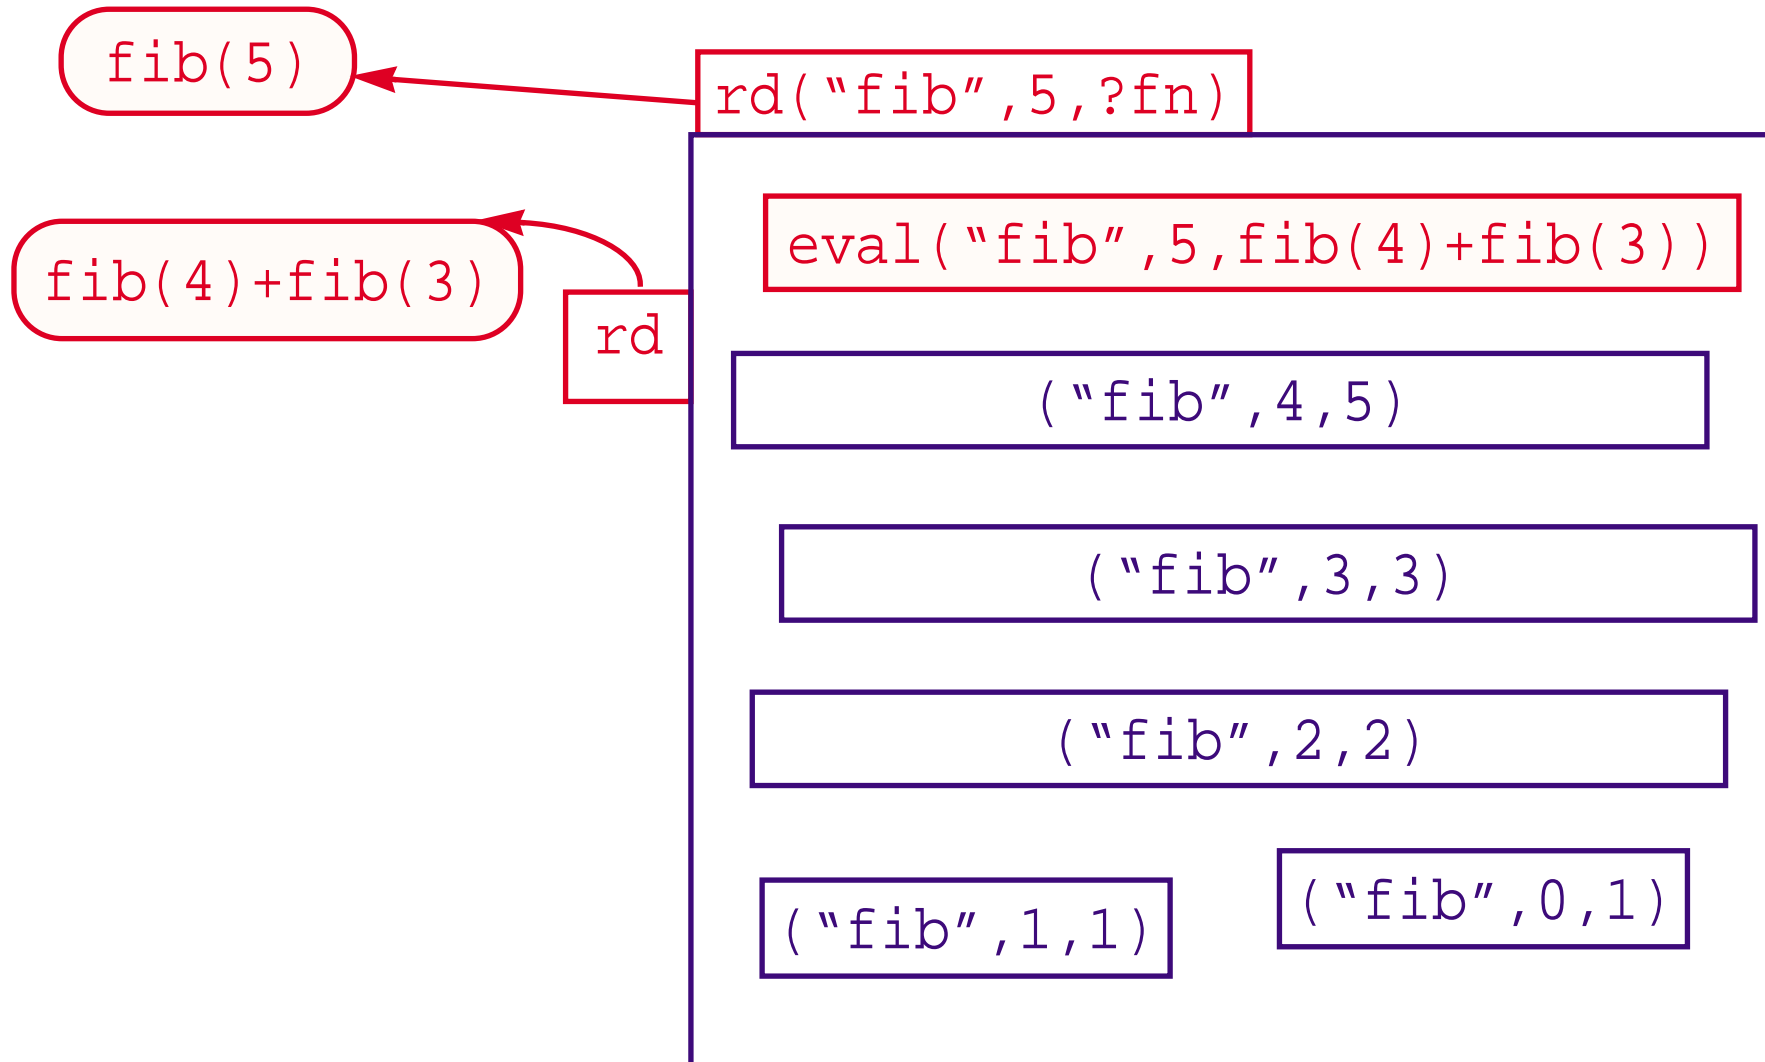 fib(5)
rd(“fib”,5,?fn)
eval(“fib”,5,fib(4)+fib(3))
fib(4)+fib(3)
rd
(“fib”,4,5)
(“fib”,3,3)
(“fib”,2,2)
(“fib”,1,1)
(“fib”,0,1)